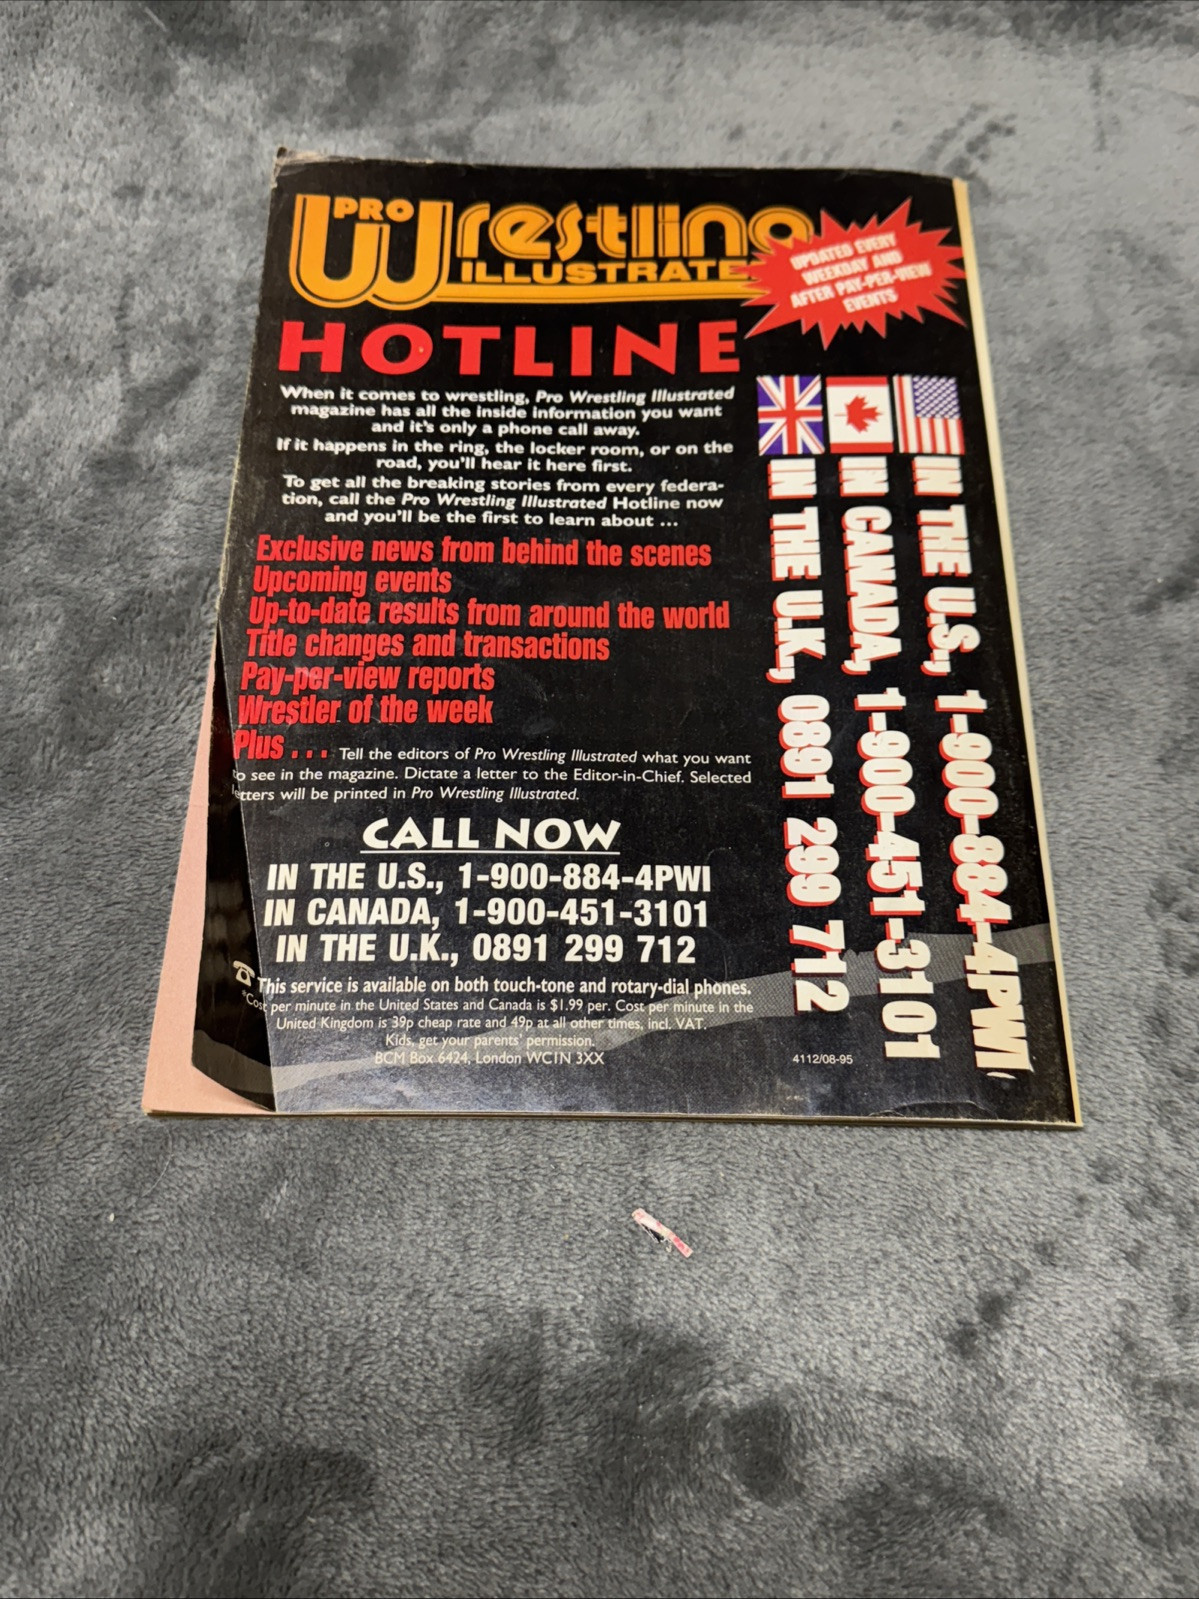 PRO
Wrestling
ILLUSTRATE
UPDATED EVERY
WEEKDAY AND
AFTER PAY-PER-VIEW
EVENTS
HOTLINE
When it comes to wrestling, Pro Wrestling Illustrated
magazine has all the inside information you want
and it's only a phone call away.
If it happens in the ring, the locker room, or on the
road, you'll hear it here first.
To get all the breaking stories from every federa-
tion, call the Pro Wrestling Illustrated Hotline now
and you'll be the first to learn about ...
Exclusive news from behind the scenes
Upcoming events
Up-to-date results from around the world
Title changes and transactions
Pay-per-view reports
Wrestler of the week
Plus . . . Tell the editors of Pro Wrestling Illustrated what you want
to see in the magazine. Dictate a letter to the Editor-in-Chief. Selected
letters will be printed in Pro Wrestling Illustrated.
CALL NOW
IN THE U.S., 1-900-884-4PWI
IN CANADA, 1-900-451-3101
IN THE U.K., 0891 299 712
This service is available on both touch-tone and rotary-dial phones.
*Cost per minute in the United States and Canada is $1.99 per. Cost per minute in the
United Kingdom is 39p cheap rate and 49p at all other times, incl. VAT.
Kids, get your parents' permission.
BCM Box 6424, London WC1N 3XX
4112/08-95
IN THE U.S., 1-900-884-4PWI
IN CANADA, 1-900-451-3101
IN THE U.K., 0891 299 712